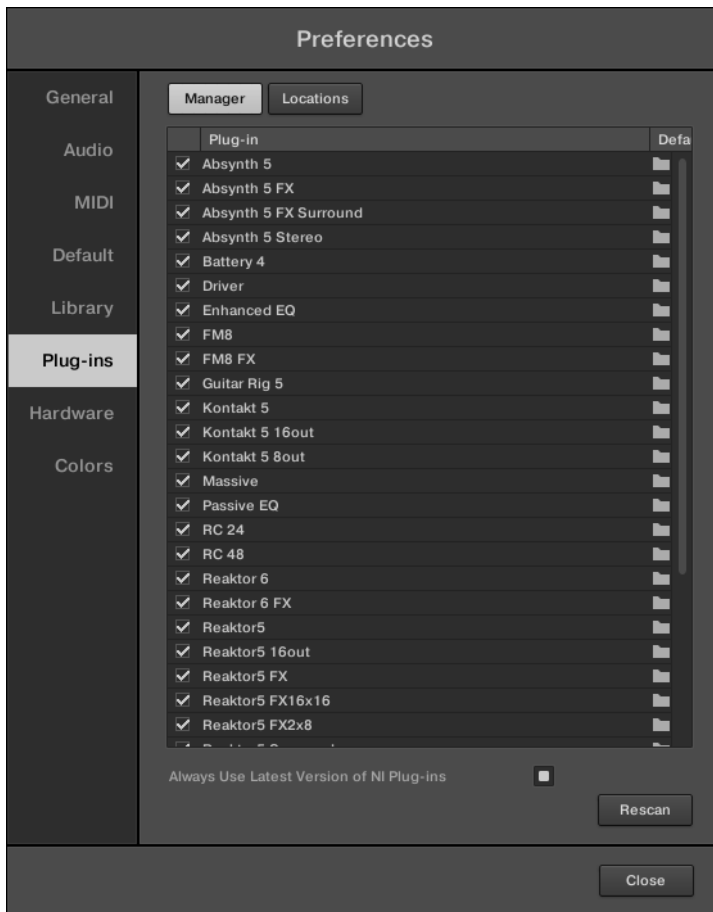 Preferences
General
Audio
MIDI
Default
Library
Plug-ins
Hardware
Colors
Manager Locations
Plug-in Defa
Absynth 5
Absynth 5 FX
Absynth 5 FX Surround
Absynth 5 Stereo
Battery 4
Driver
Enhanced EQ
FM8
FM8 FX
Guitar Rig 5
Kontakt 5
Kontakt 5 16out
Kontakt 5 8out
Massive
Passive EQ
RC 24
RC 48
Reaktor 6
Reaktor 6 FX
Reaktor5
Reaktor5 16out
Reaktor5 FX
Reaktor5 FX16x16
Reaktor5 FX2x8
Always Use Latest Version of NI Plug-ins
Rescan
Close